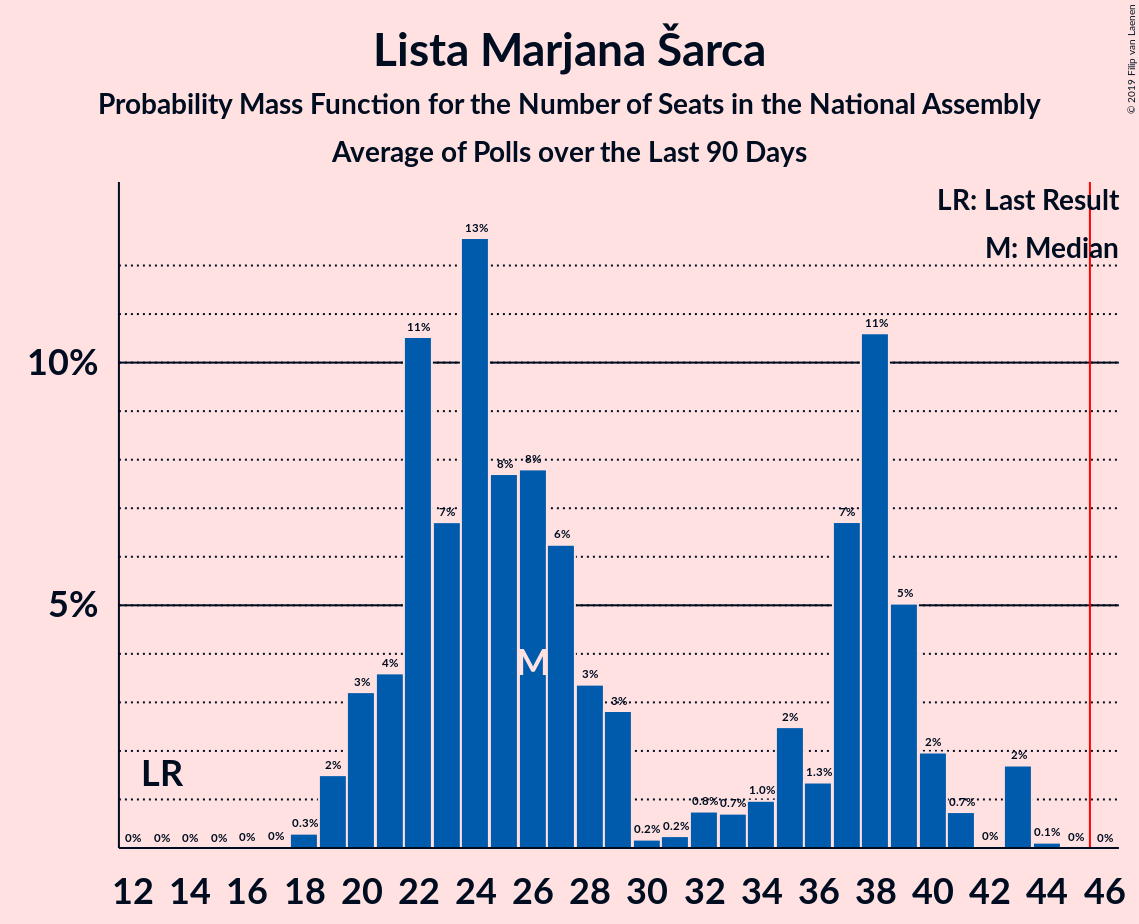 Lista Marjana Šarca
Probability Mass Function for the Number of Seats in the National Assembly
Average of Polls over the Last 90 Days
© 2019 Filip van Laenen
LR: Last Result
M: Median
10%
5%
0% 0% 0% 0% 0% 0% 0.3% 2% 3% 4% 11% 7% 13% 8% 8% 6% 3% 3% 0.2% 0.2% 0.8% 0.7% 1.0% 2% 1.3% 7% 11% 5% 2% 0.7% 0% 2% 0.1% 0% 0%
LR
M
12 14 16 18 20 22 24 26 28 30 32 34 36 38 40 42 44 46